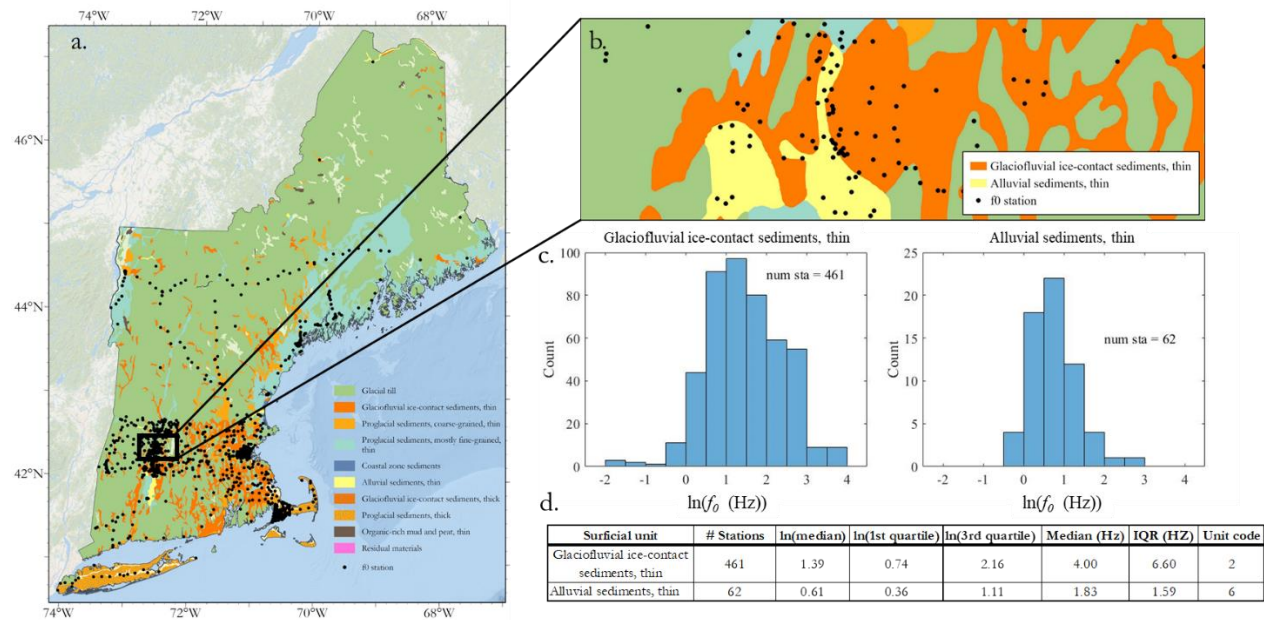 74°W 72°W 70°W 68°W
a.
46°N
44°N
42°N
Glacial till
Glaciofluvial ice-contact sediments, thin
Proglacial sediments, coarse-grained, thin
Proglacial sediments, mostly fine-grained,
thin
Coastal zone sediments
Alluvial sediments, thin
Glaciofluvial ice-contact sediments, thick
Proglacial sediments, thick
Organic-rich mud and peat, thin
Residual materials
f0 station
74°W 72°W 70°W 68°W
b.
Glaciofluvial ice-contact sediments, thin
Alluvial sediments, thin
f0 station
c.
Glaciofluvial ice-contact sediments, thin
num sta = 461
Count
100
80
60
40
20
0
-2 -1 0 1 2 3 4
ln(f0 (Hz))
Alluvial sediments, thin
num sta = 62
Count
25
20
15
10
5
0
-2 -1 0 1 2 3 4
ln(f0 (Hz))
d.
Surficial unit # Stations ln(median) ln(1st quartile) ln(3rd quartile) Median (Hz) IQR (HZ) Unit code
Glaciofluvial ice-contact
sediments, thin 461 1.39 0.74 2.16 4.00 6.60 2
Alluvial sediments, thin 62 0.61 0.36 1.11 1.83 1.59 6